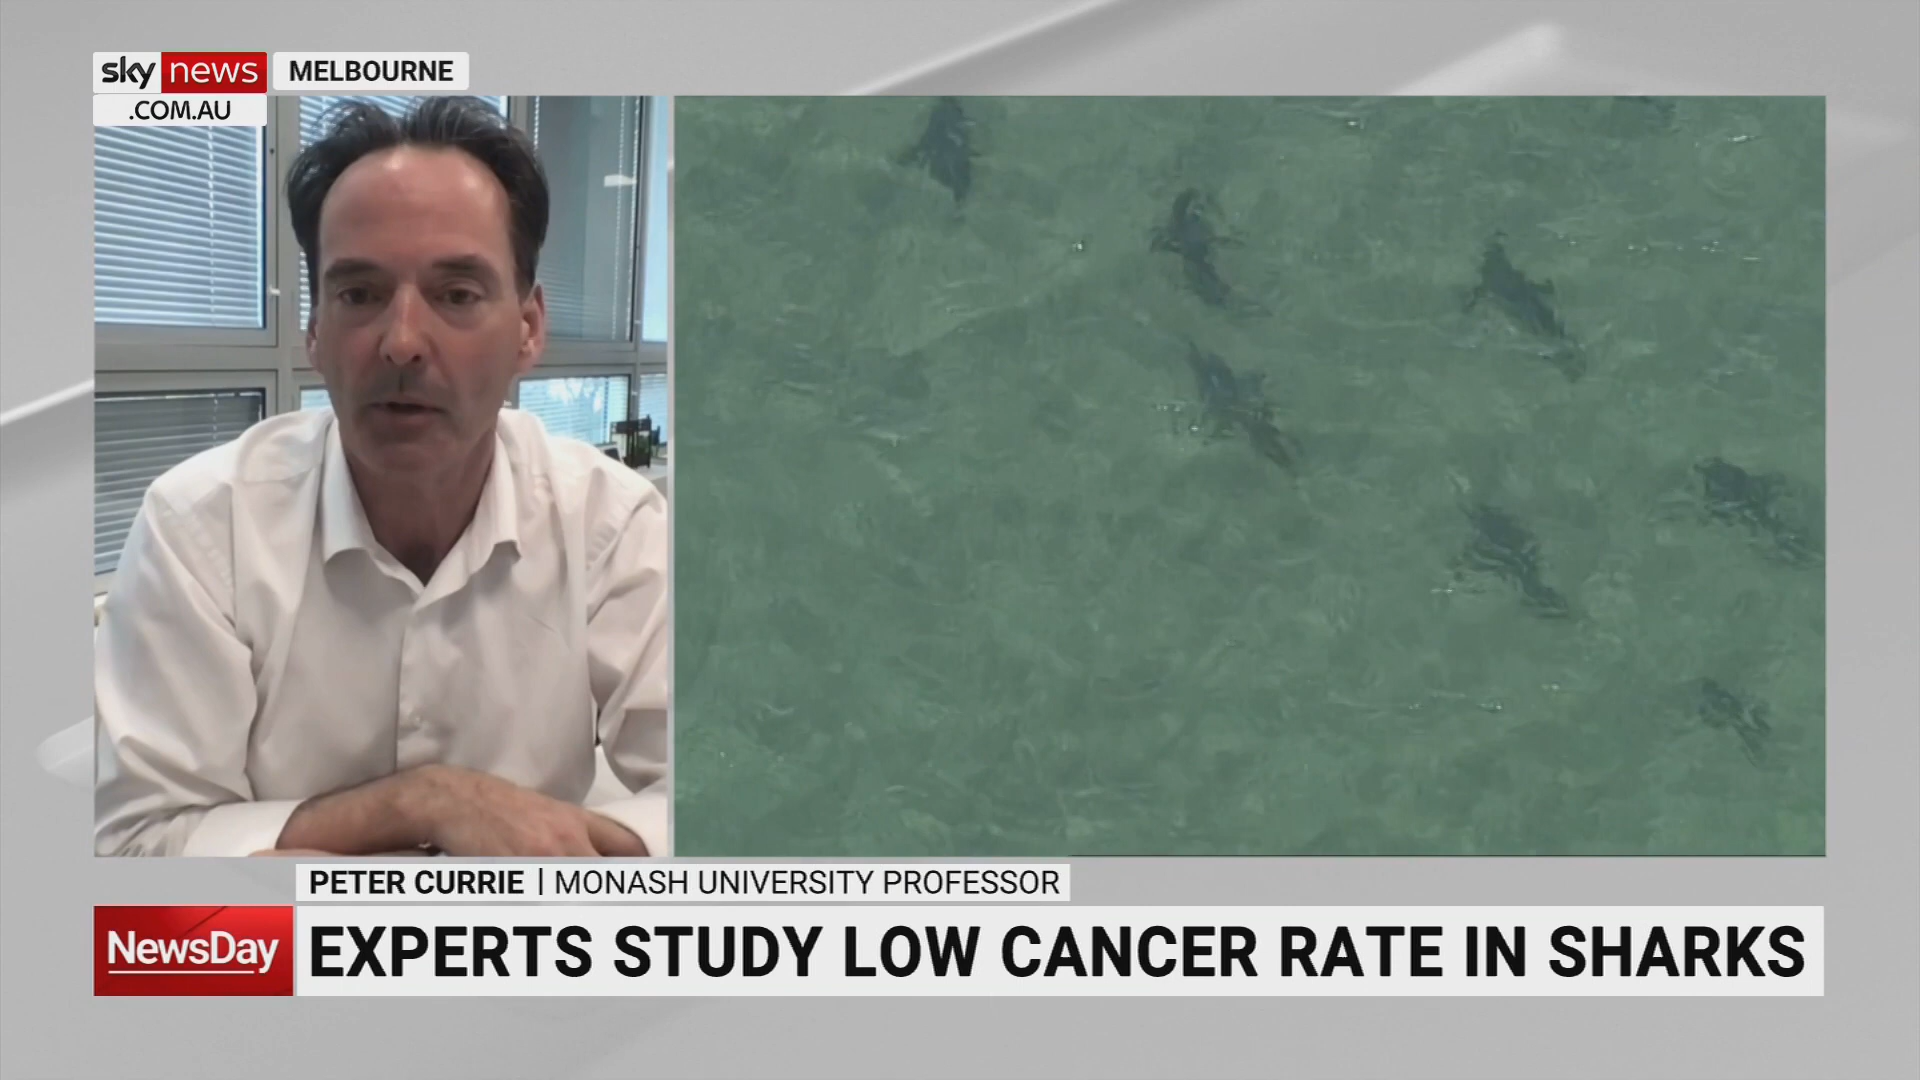 sky news
MELBOURNE
.COM.AU
PETER CURRIE | MONASH UNIVERSITY PROFESSOR
NewsDay
EXPERTS STUDY LOW CANCER RATE IN SHARKS